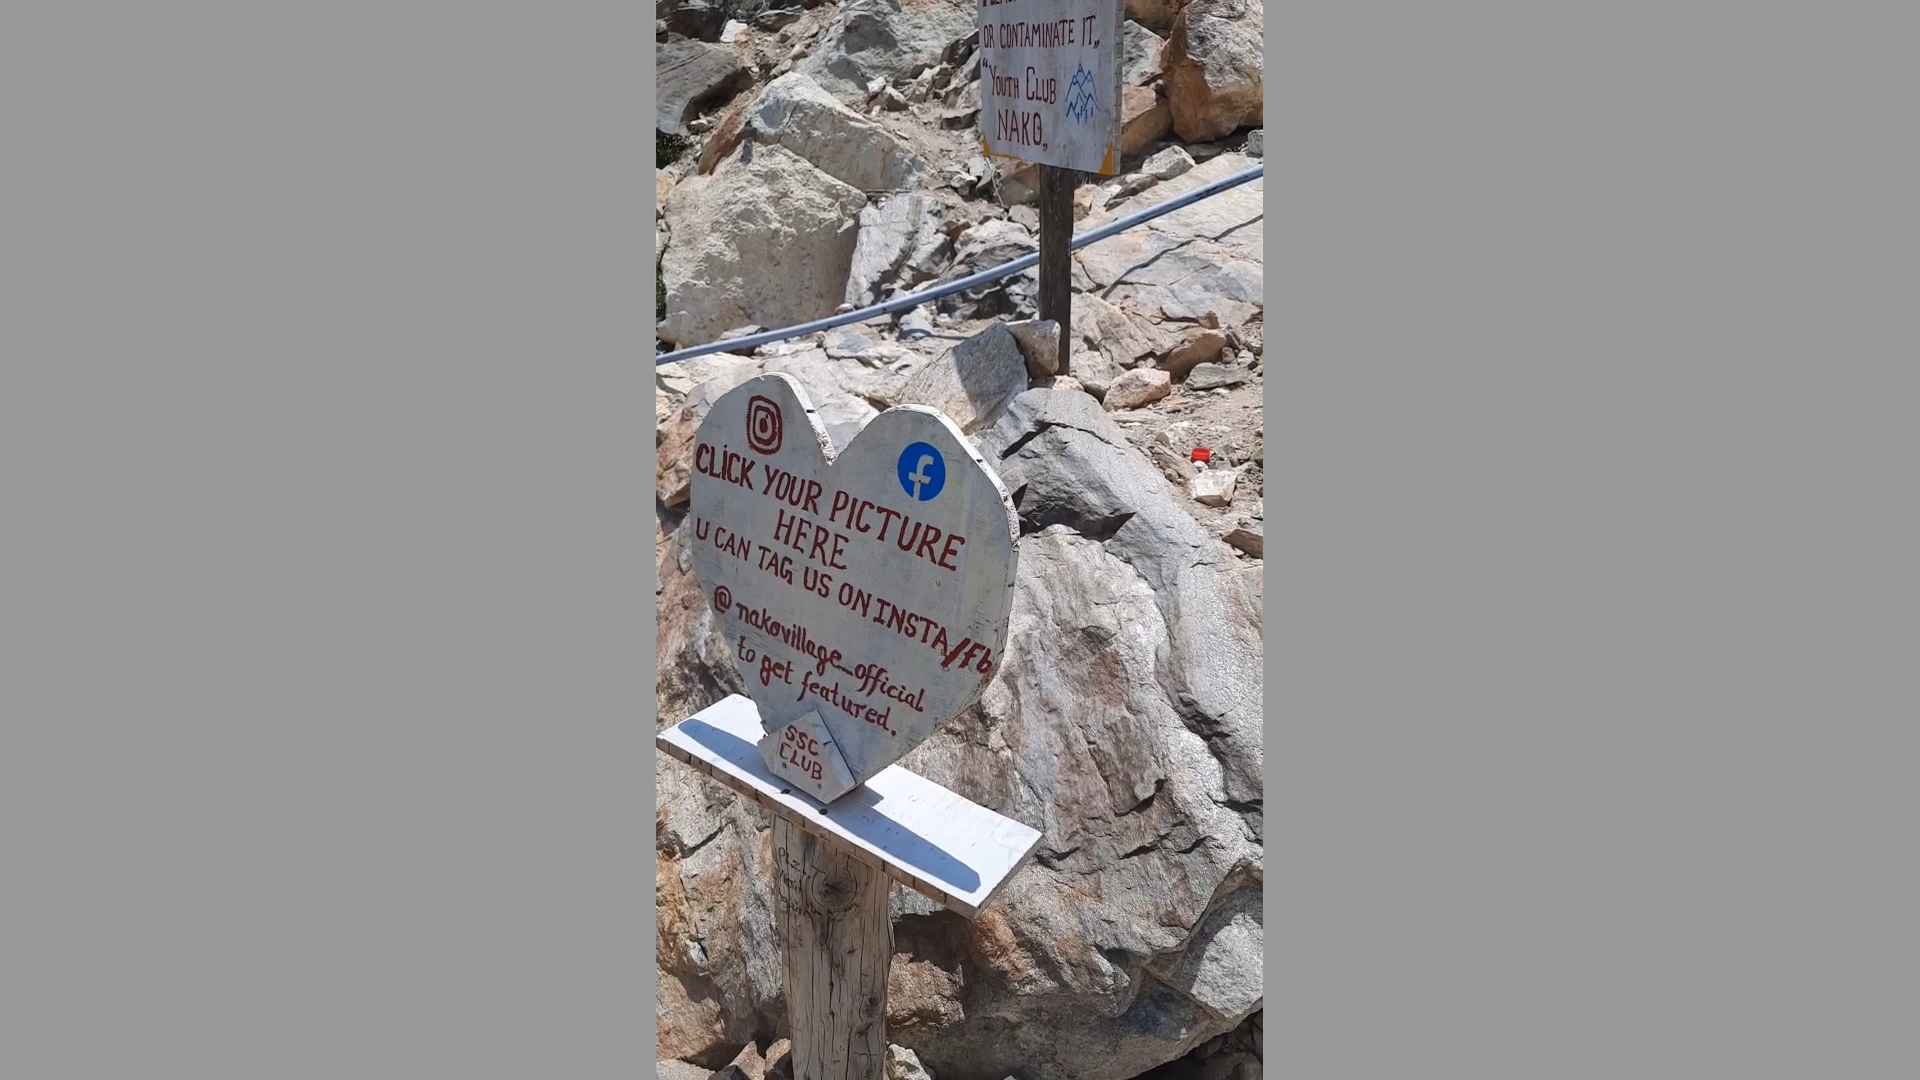 OR CONTAMINATE IT,,
"YOUTH CLUB
NAKO,,
CLICK YOUR PICTURE
HERE
U CAN TAG US ON INSTA/Fb
@nakovillage_official
to get featured.
SSC
CLUB